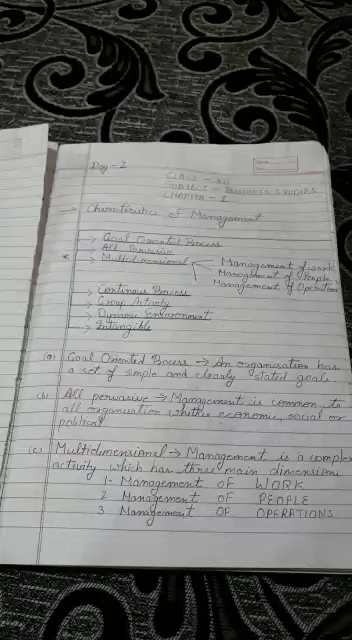 Day - 2
CLASS - XII
SUBJECT - BUSINESS STUDIES
CHAPTER - 1
→ Characteristics of Management
→ Goal Oriented Process
→ All Pervasive
* → Multidimensional
Management of work
Management of People
Management of Operation
→ Continuous Process
→ Group Activity
→ Dynamic Environment
→ Intangible
(a) Goal Oriented Process → An organisation has
a set of simple and clearly stated goals
(b) All pervasive → Management is common to
all organisation whether economic, social or
political
(c) Multidimensional → Management is a complex
activity which has three main dimensions
1- Management OF WORK
2 Management OF PEOPLE
3 Management OF OPERATIONS